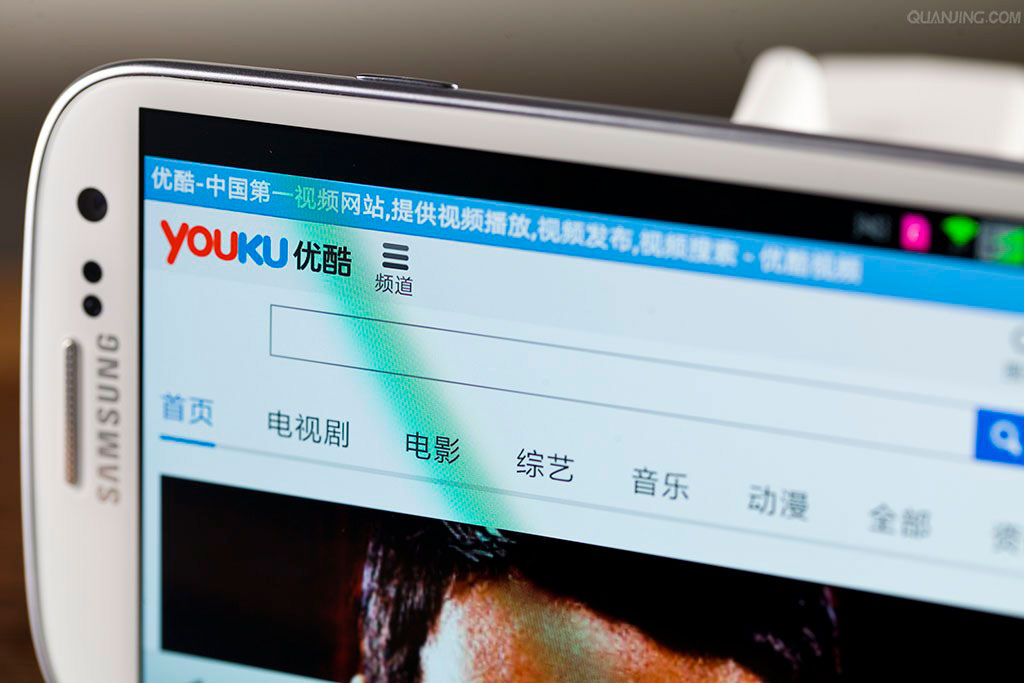 QUANJING.COM
优酷-中国第一视频网站,提供视频播放,视频发布,视频搜索 - 优酷视频
YOUKU 优酷
频道
首页 电视剧 电影 综艺 音乐 动漫 全部
SAMSUNG